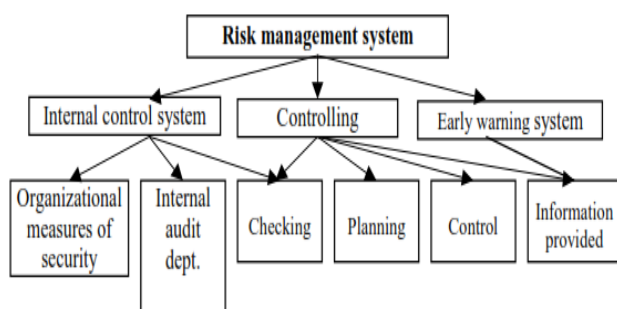 Risk management system
Internal control system
Controlling
Early warning system
Organizational
measures of
security
Internal
audit
dept.
Checking
Planning
Control
Information
provided